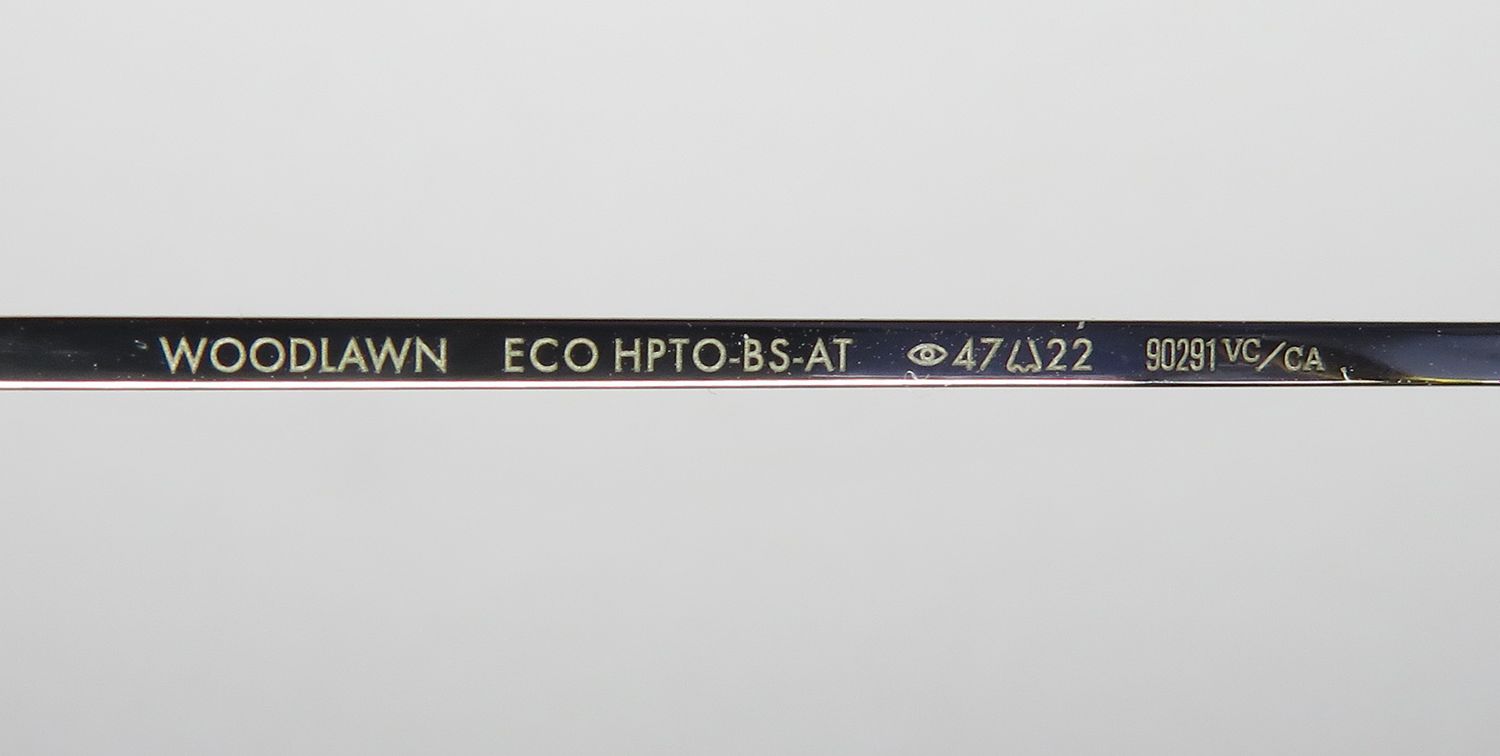 WOODLAWN ECO HPTO-BS-AT 47 22 90291 VC/CA